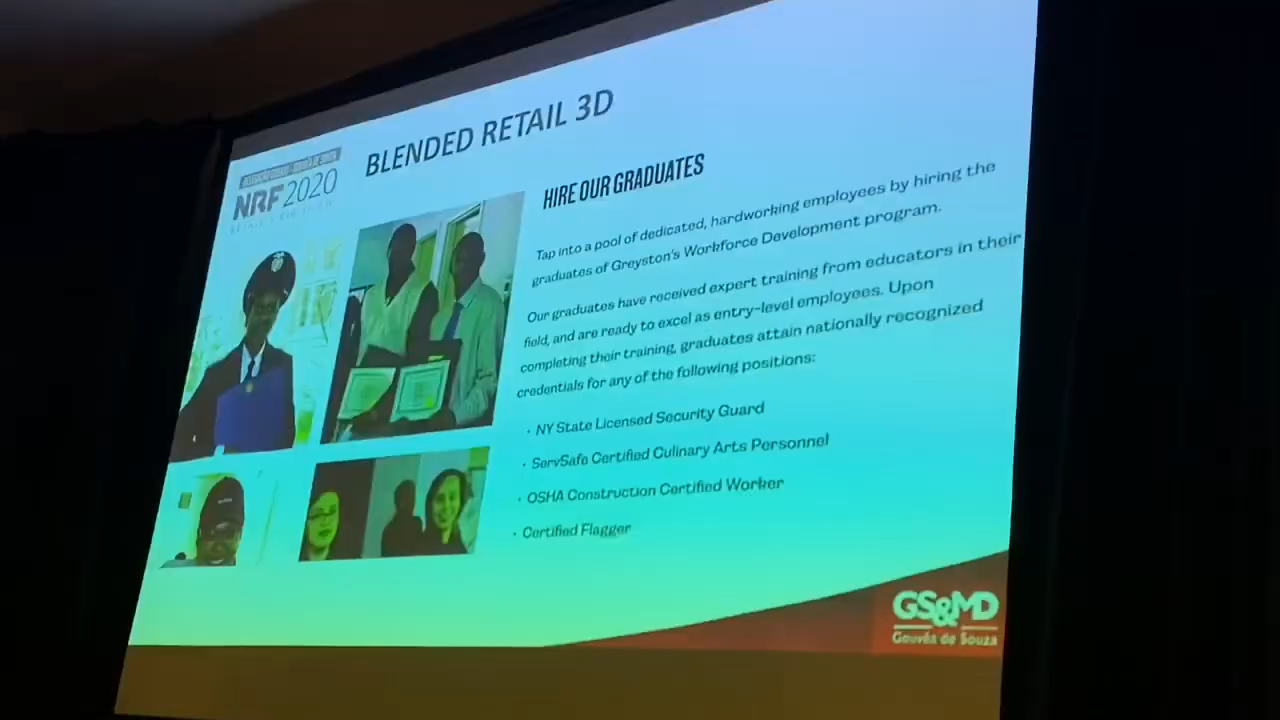 BLENDED RETAIL 3D
NRF 2020
HIRE OUR GRADUATES
Tap into a pool of dedicated, hardworking employees by hiring the
graduates of Greyston's Workforce Development program.
Our graduates have received expert training from educators in their
field, and are ready to excel as entry-level employees. Upon
completing their training, graduates attain nationally recognized
credentials for any of the following positions:
· NY State Licensed Security Guard
· ServSafe Certified Culinary Arts Personnel
· OSHA Construction Certified Worker
· Certified Flagger
GS&MD
Gouvêa de Souza